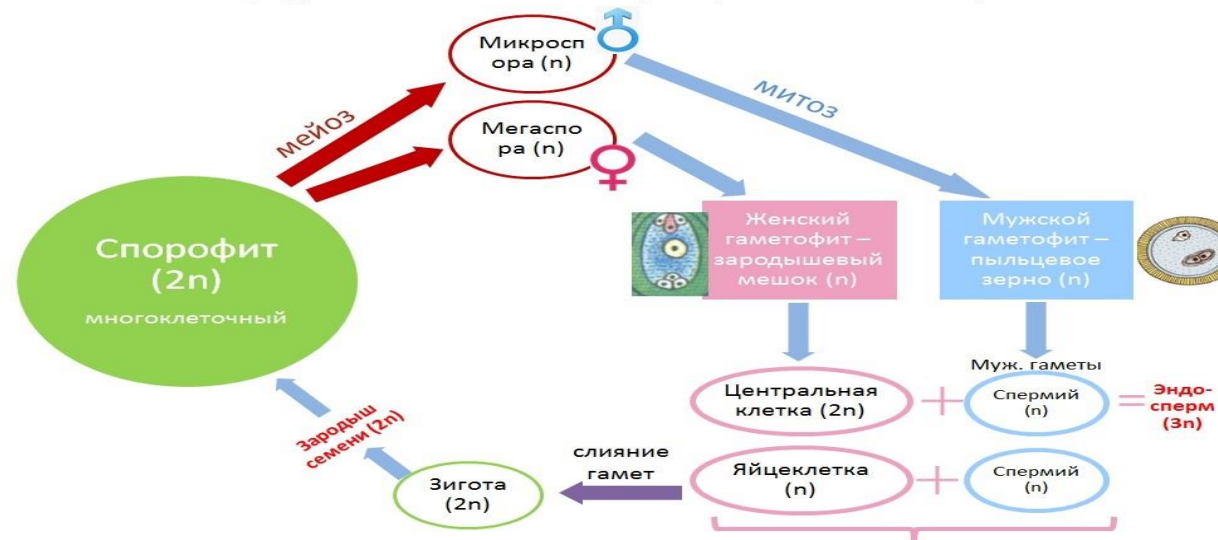 Микросп
ора (n)
Мегаспо
ра (n)
мейоз
митоз
Спорофит
(2n)
многоклеточный
Женский
гаметофит –
зародышевый
мешок (n)
Мужской
гаметофит –
пыльцевое
зерно (n)
Муж. гаметы
Центральная
клетка (2n)
+
Спермий
(n)
=
Эндо-
сперм
(3n)
Зародыш
семени (2n)
слияние
гамет
Зигота
(2n)
Яйцеклетка
(n)
+
Спермий
(n)